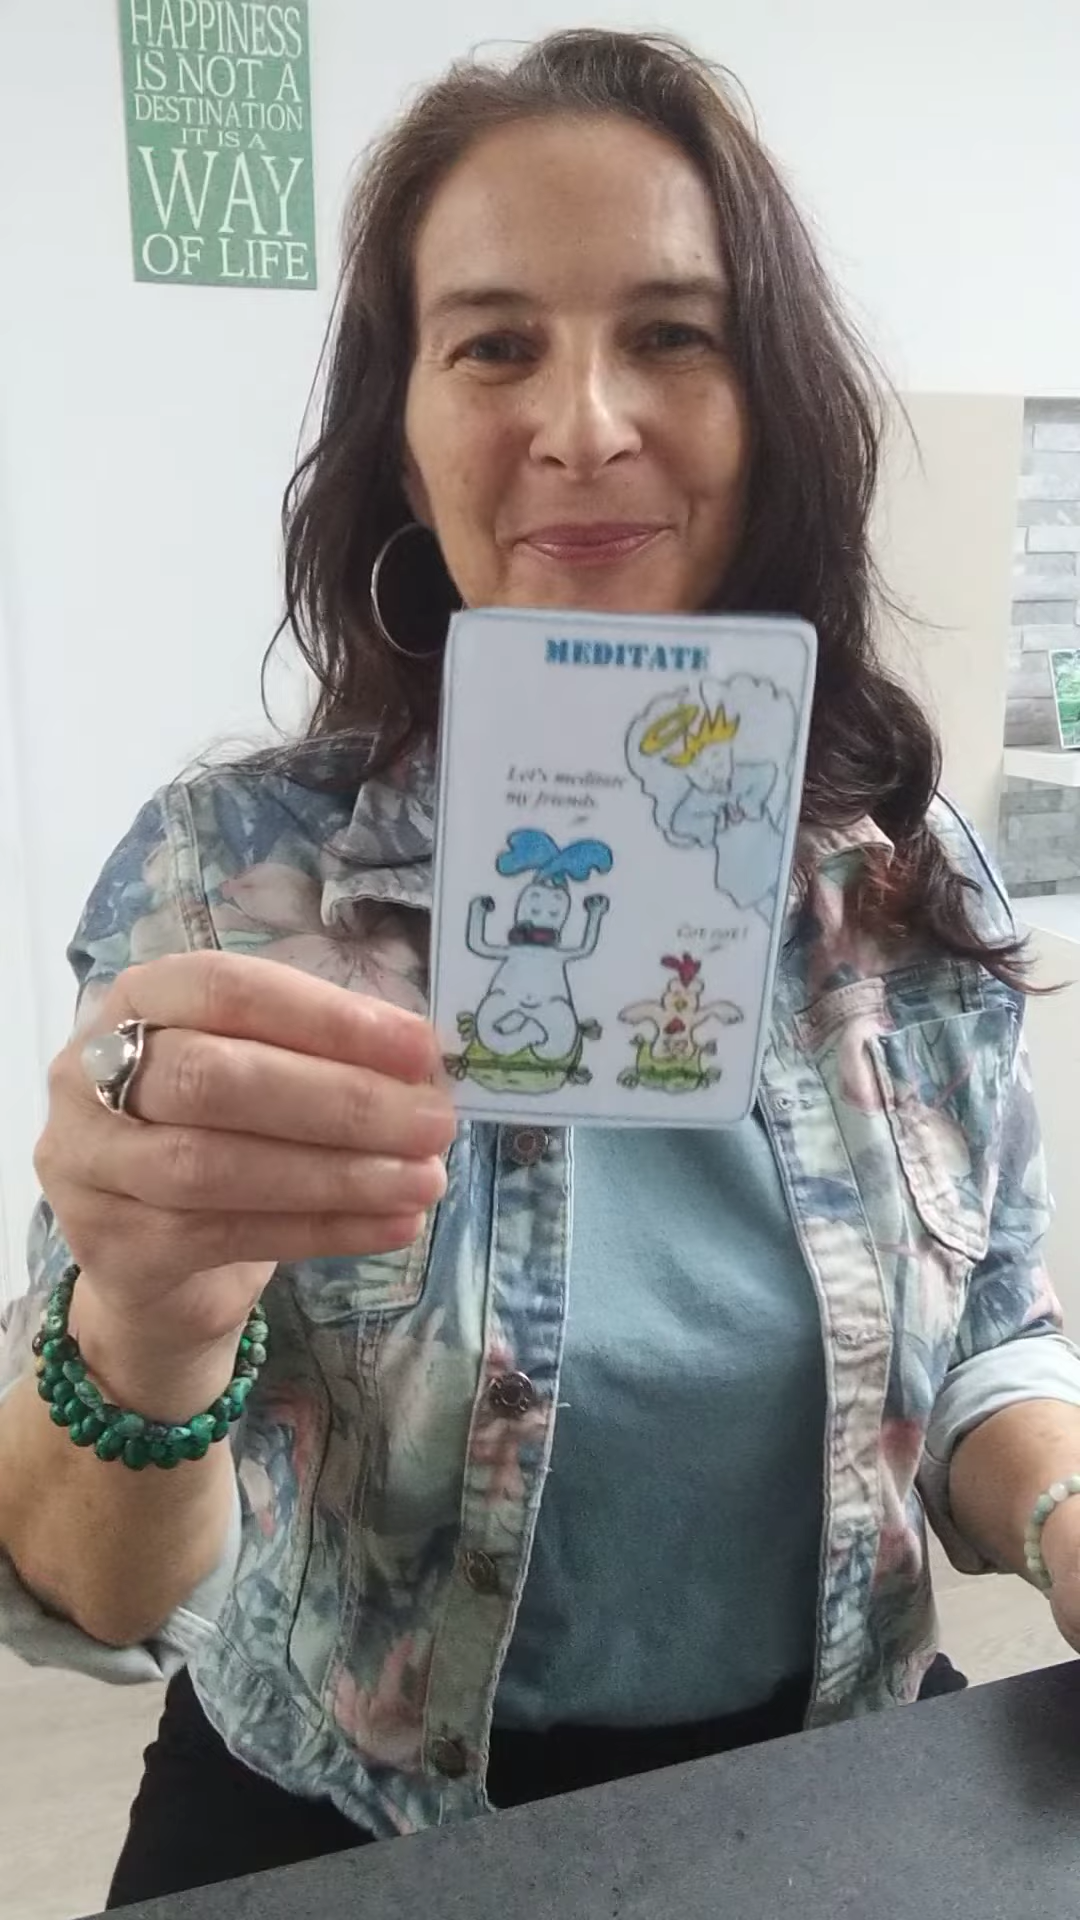 HAPPINESS
IS NOT A
DESTINATION
IT IS A
WAY
OF LIFE
MEDITATE
Let's meditate
my friends.